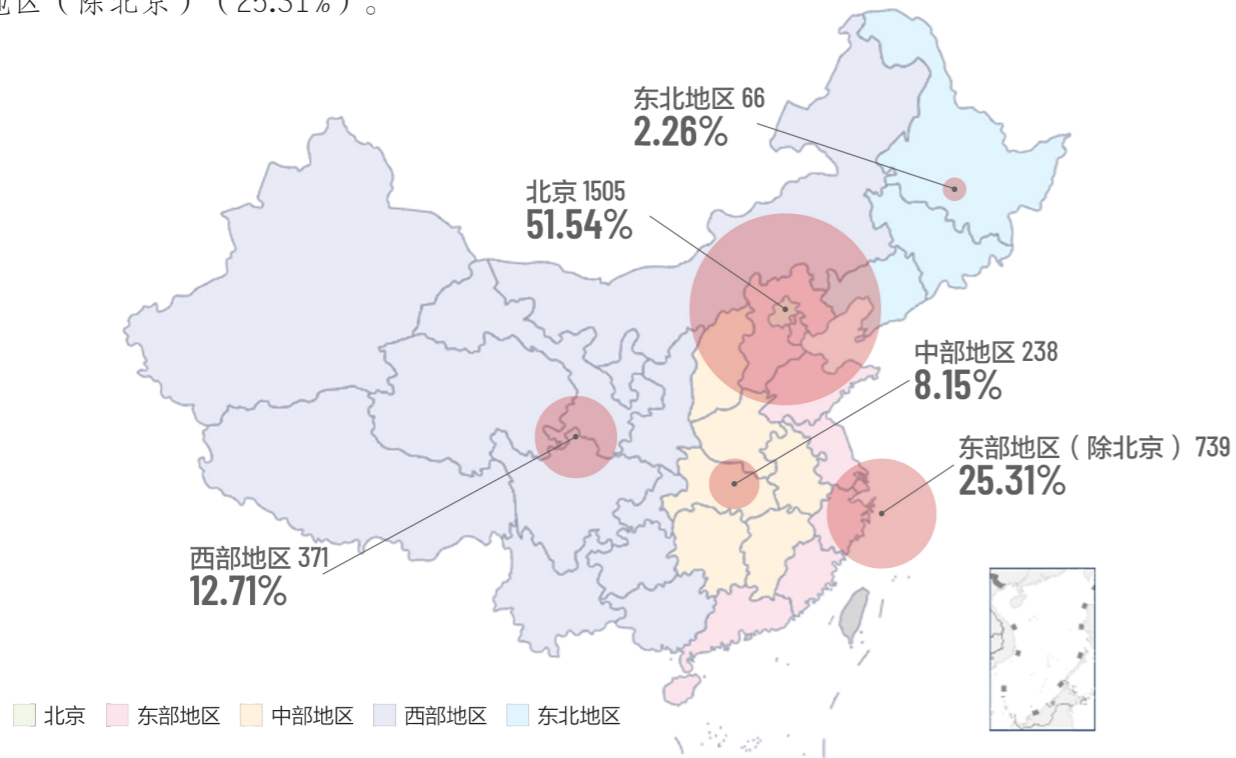 地区（除北京）（25.31%）。
东北地区 66
2.26%
北京 1505
51.54%
中部地区 238
8.15%
东部地区（除北京）739
25.31%
西部地区 371
12.71%
北京 东部地区 中部地区 西部地区 东北地区